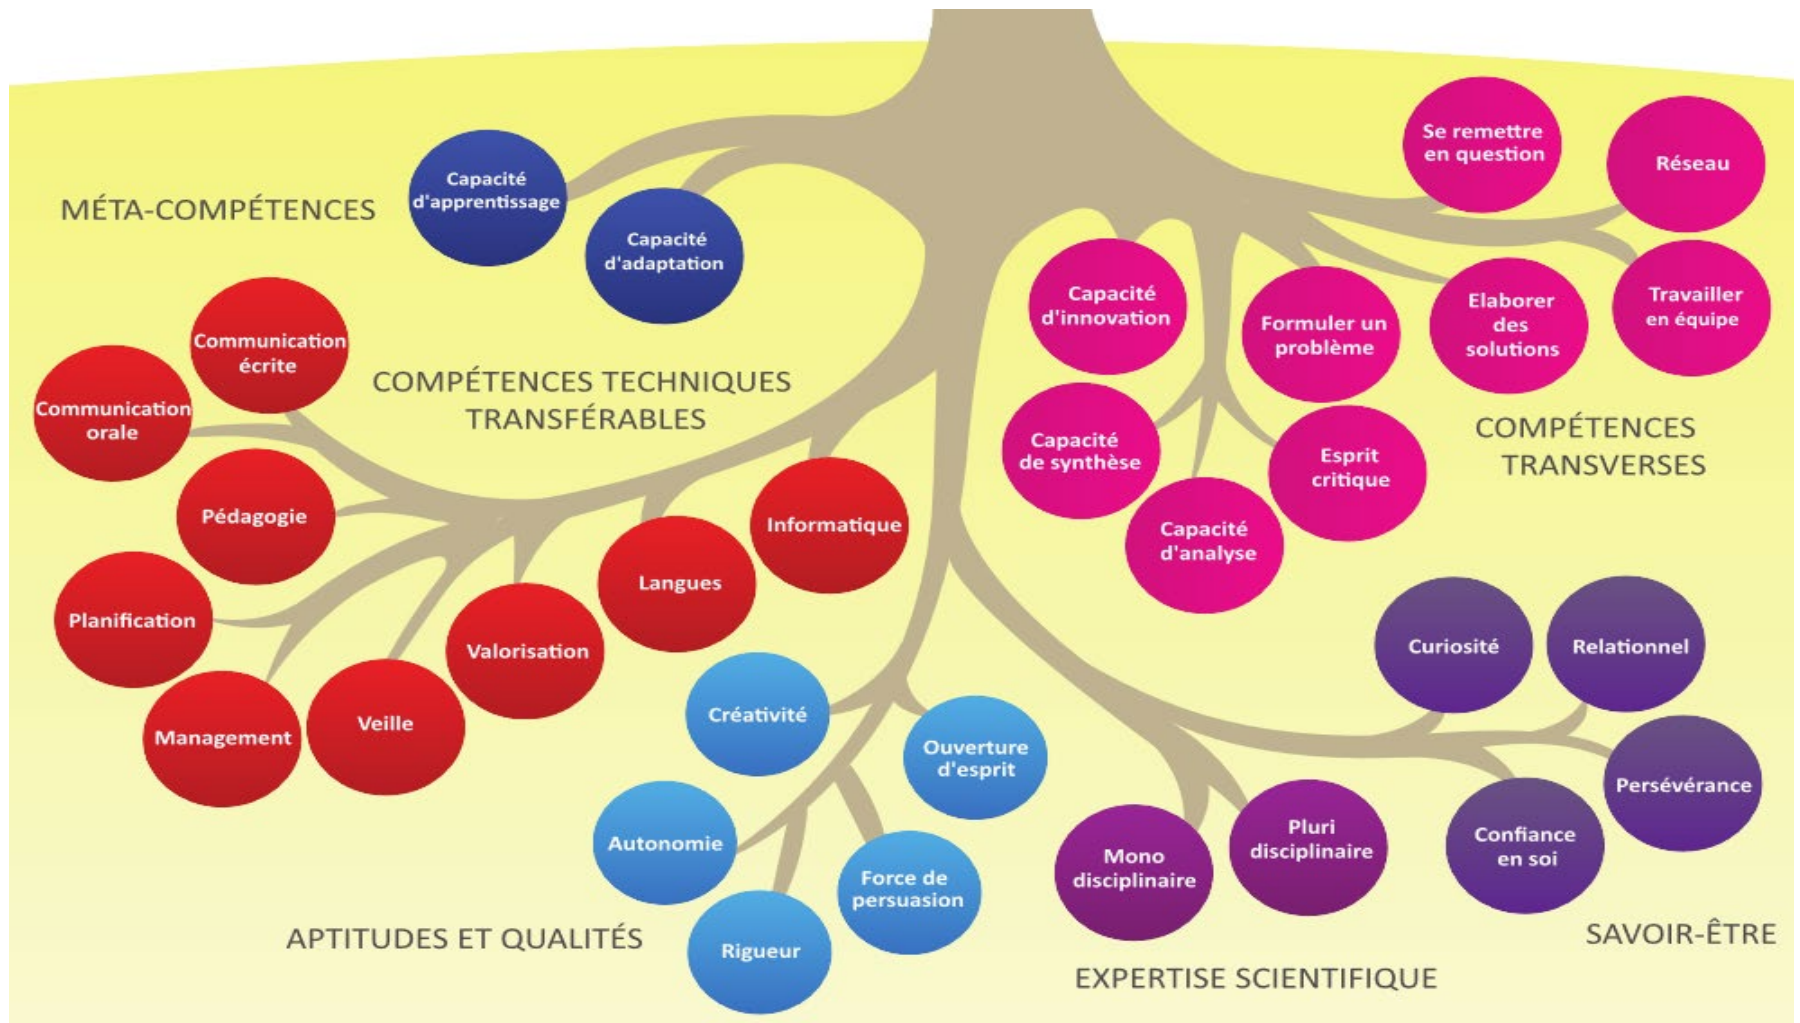 MÉTA-COMPÉTENCES
Capacité
d'apprentissage
Capacité
d'adaptation
COMPÉTENCES TECHNIQUES
TRANSFÉRABLES
Communication
écrite
Communication
orale
Pédagogie
Planification
Management
Veille
Valorisation
Langues
Informatique
APTITUDES ET QUALITÉS
Créativité
Ouverture
d'esprit
Autonomie
Force de
persuasion
Rigueur
Se remettre
en question
Réseau
Capacité
d'innovation
Formuler un
problème
Elaborer
des
solutions
Travailler
en équipe
Capacité
de synthèse
Esprit
critique
Capacité
d'analyse
COMPÉTENCES
TRANSVERSES
Mono
disciplinaire
Pluri
disciplinaire
EXPERTISE SCIENTIFIQUE
Curiosité
Relationnel
Persévérance
Confiance
en soi
SAVOIR-ÊTRE